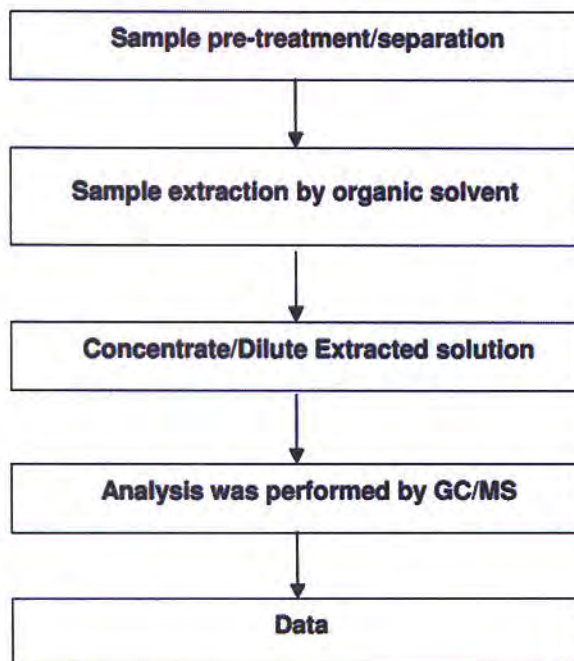 Sample pre-treatment/separation
Sample extraction by organic solvent
Concentrate/Dilute Extracted solution
Analysis was performed by GC/MS
Data